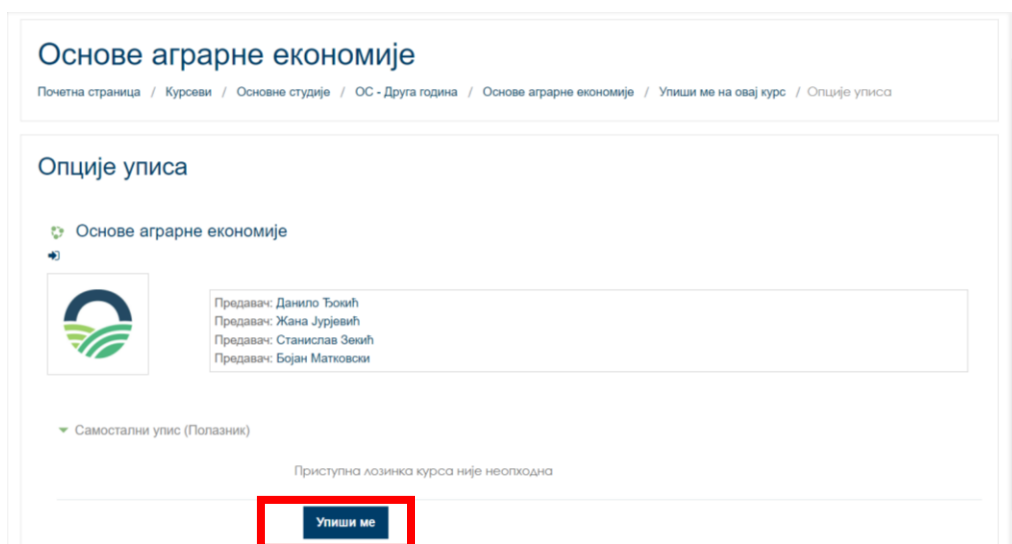 Основе аграрне економије
Почетна страница / Курсеви / Основне студије / ОС - Друга година / Основе аграрне економије / Упиши ме на овај курс / Опције уписа
Опције уписа
Основе аграрне економије
Предавач: Данило Ђокић
Предавач: Жана Јурјевић
Предавач: Станислав Зекић
Предавач: Бојан Матковски
Самостални упис (Полазник)
Приступна лозинка курса није неопходна
Упиши ме